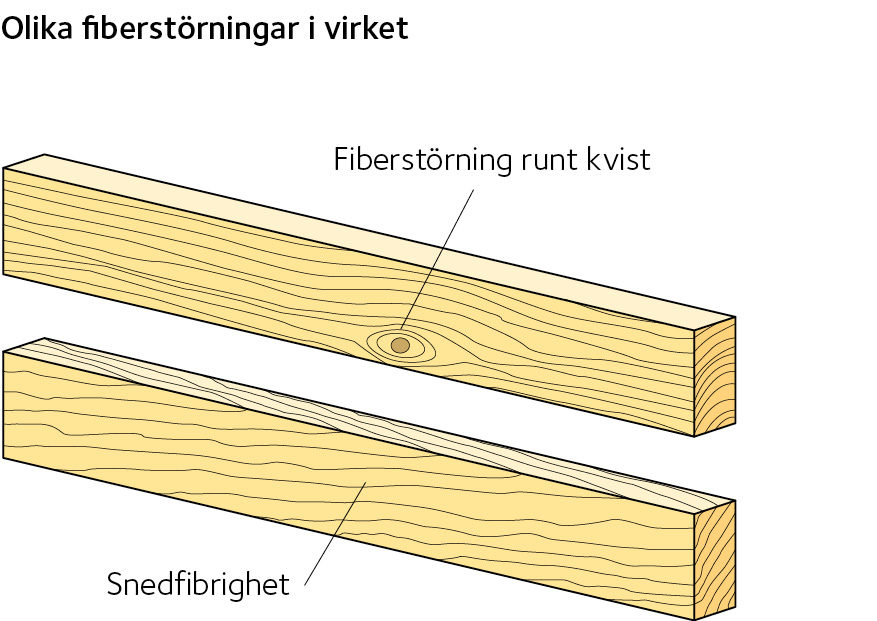 Olika fiberstörningar i virket
Fiberstörning runt kvist
Snedfibrighet